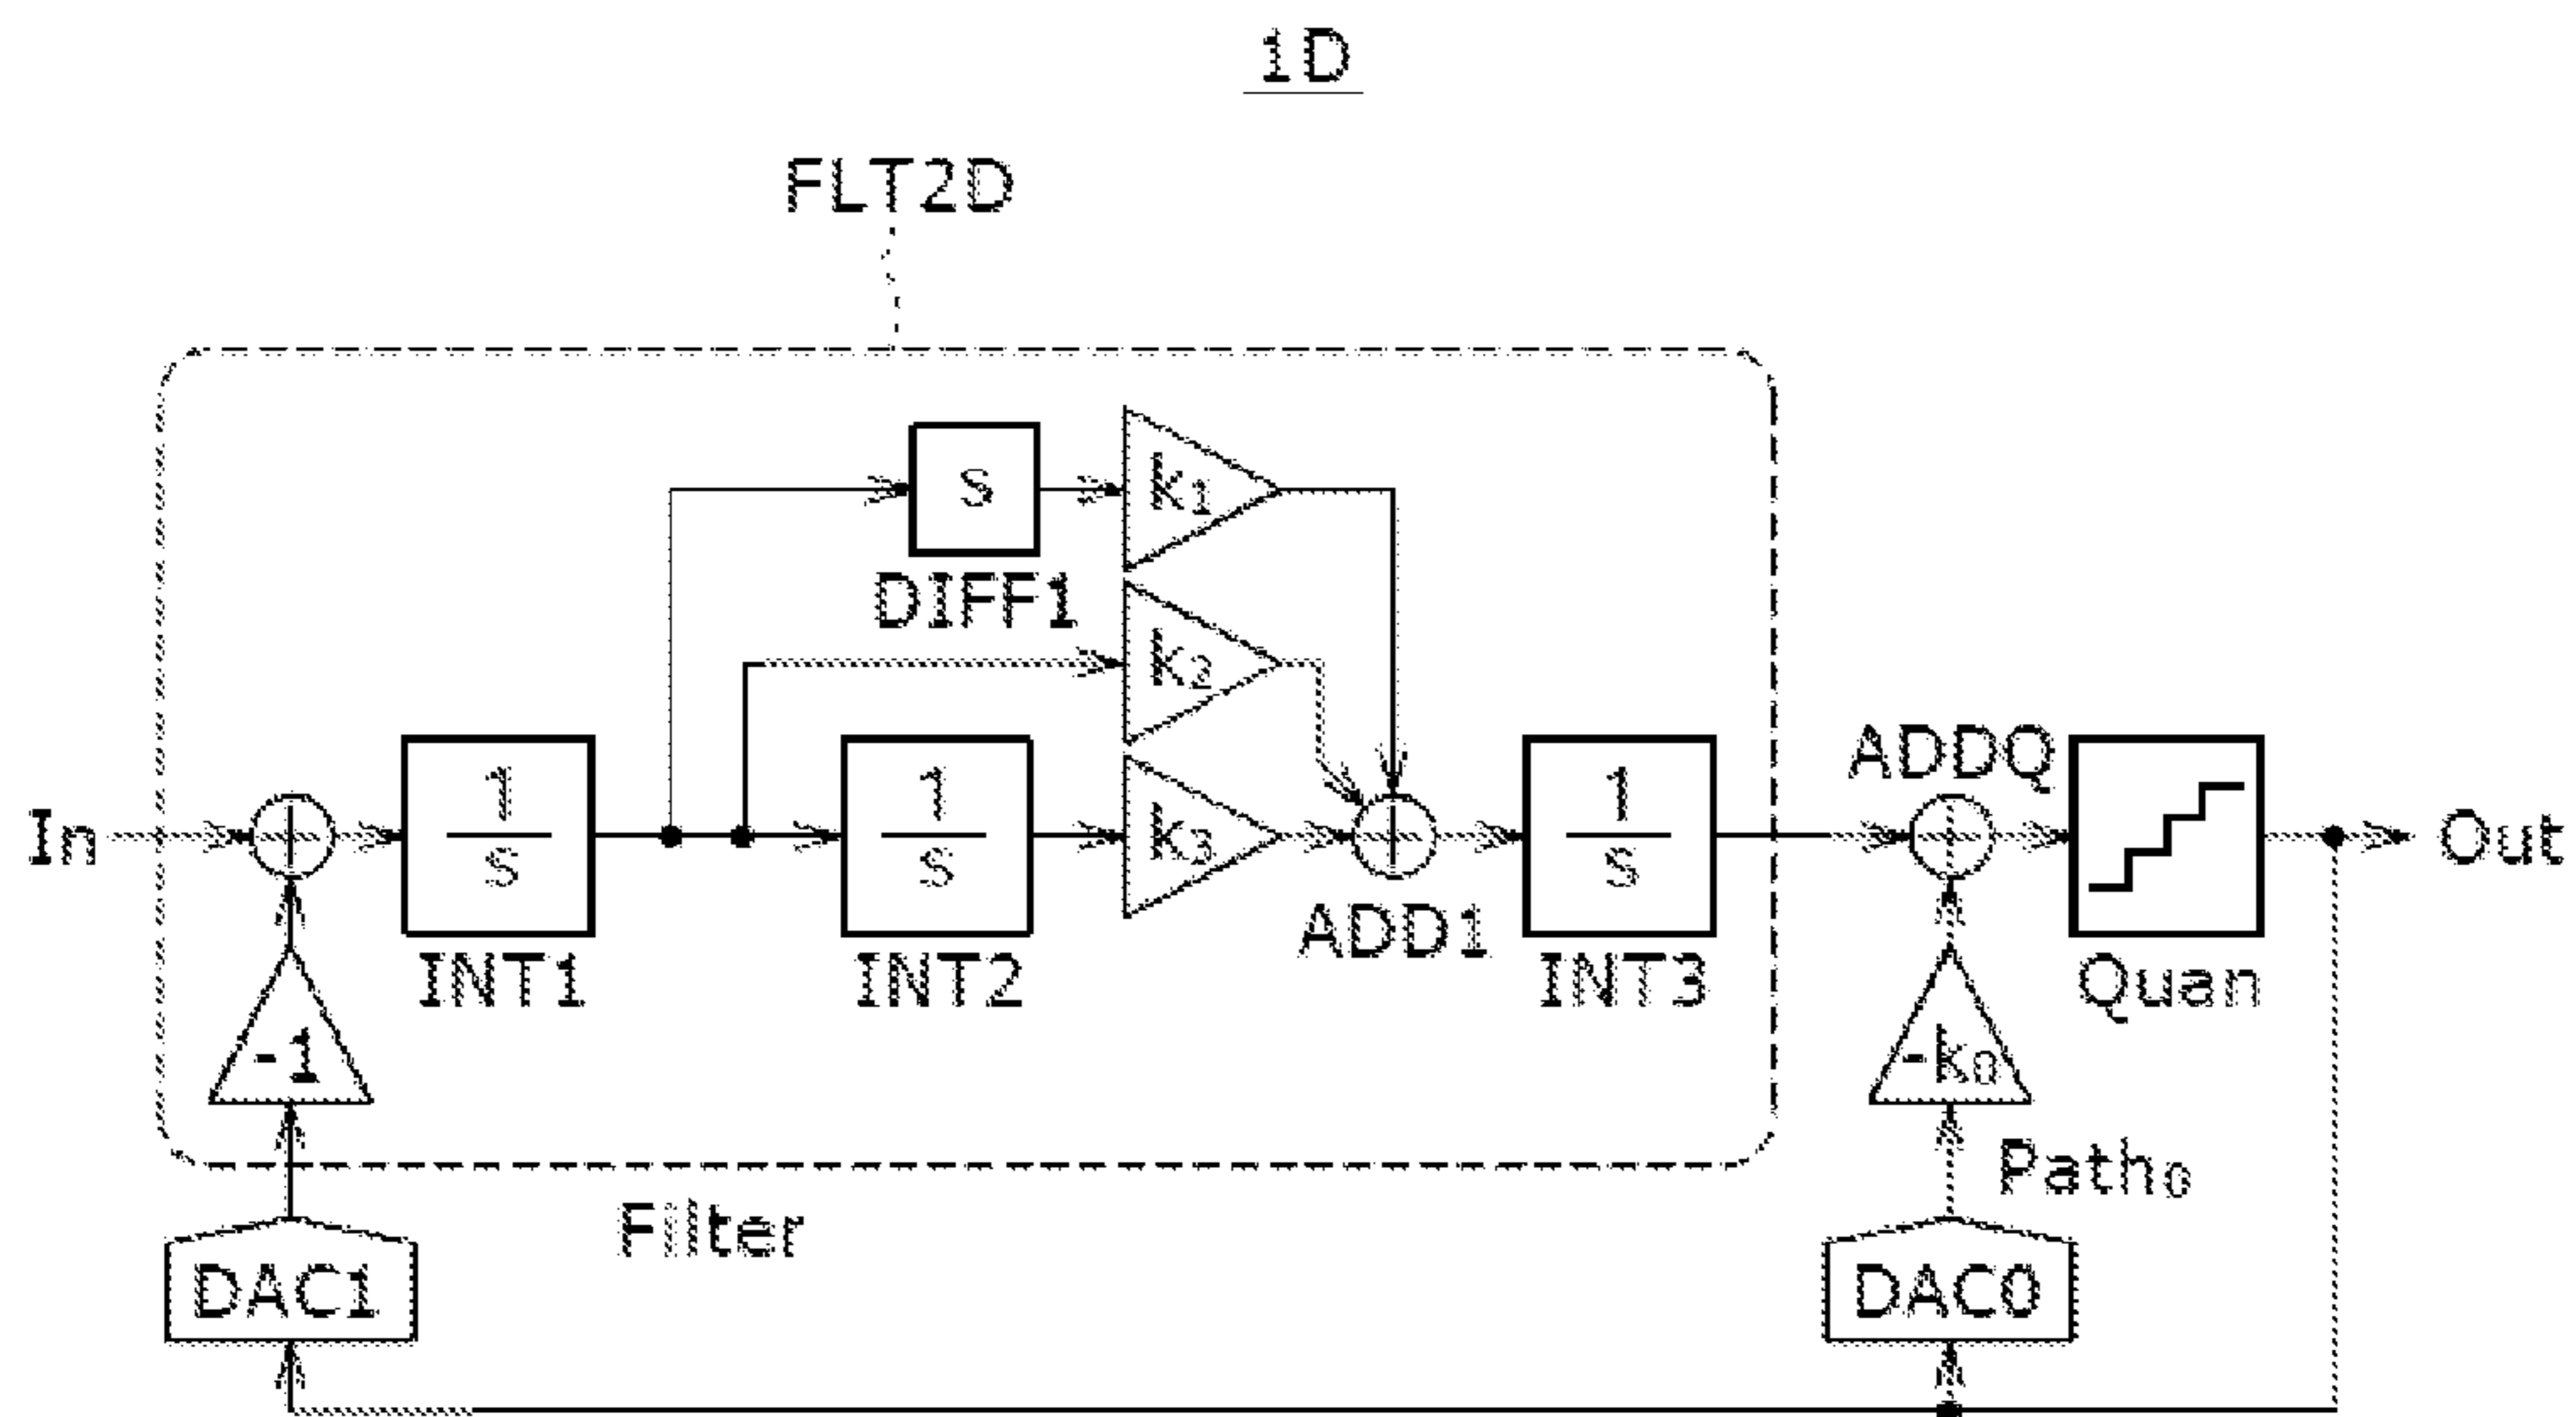 1D
FLT2D
s
K1
DIFF1
K2
In
1
s
INT1
1
s
INT2
K3
ADD1
1
s
INT3
ADDQ
Quan
Out
-1
-k0
Path0
Filter
DAC1
DAC0